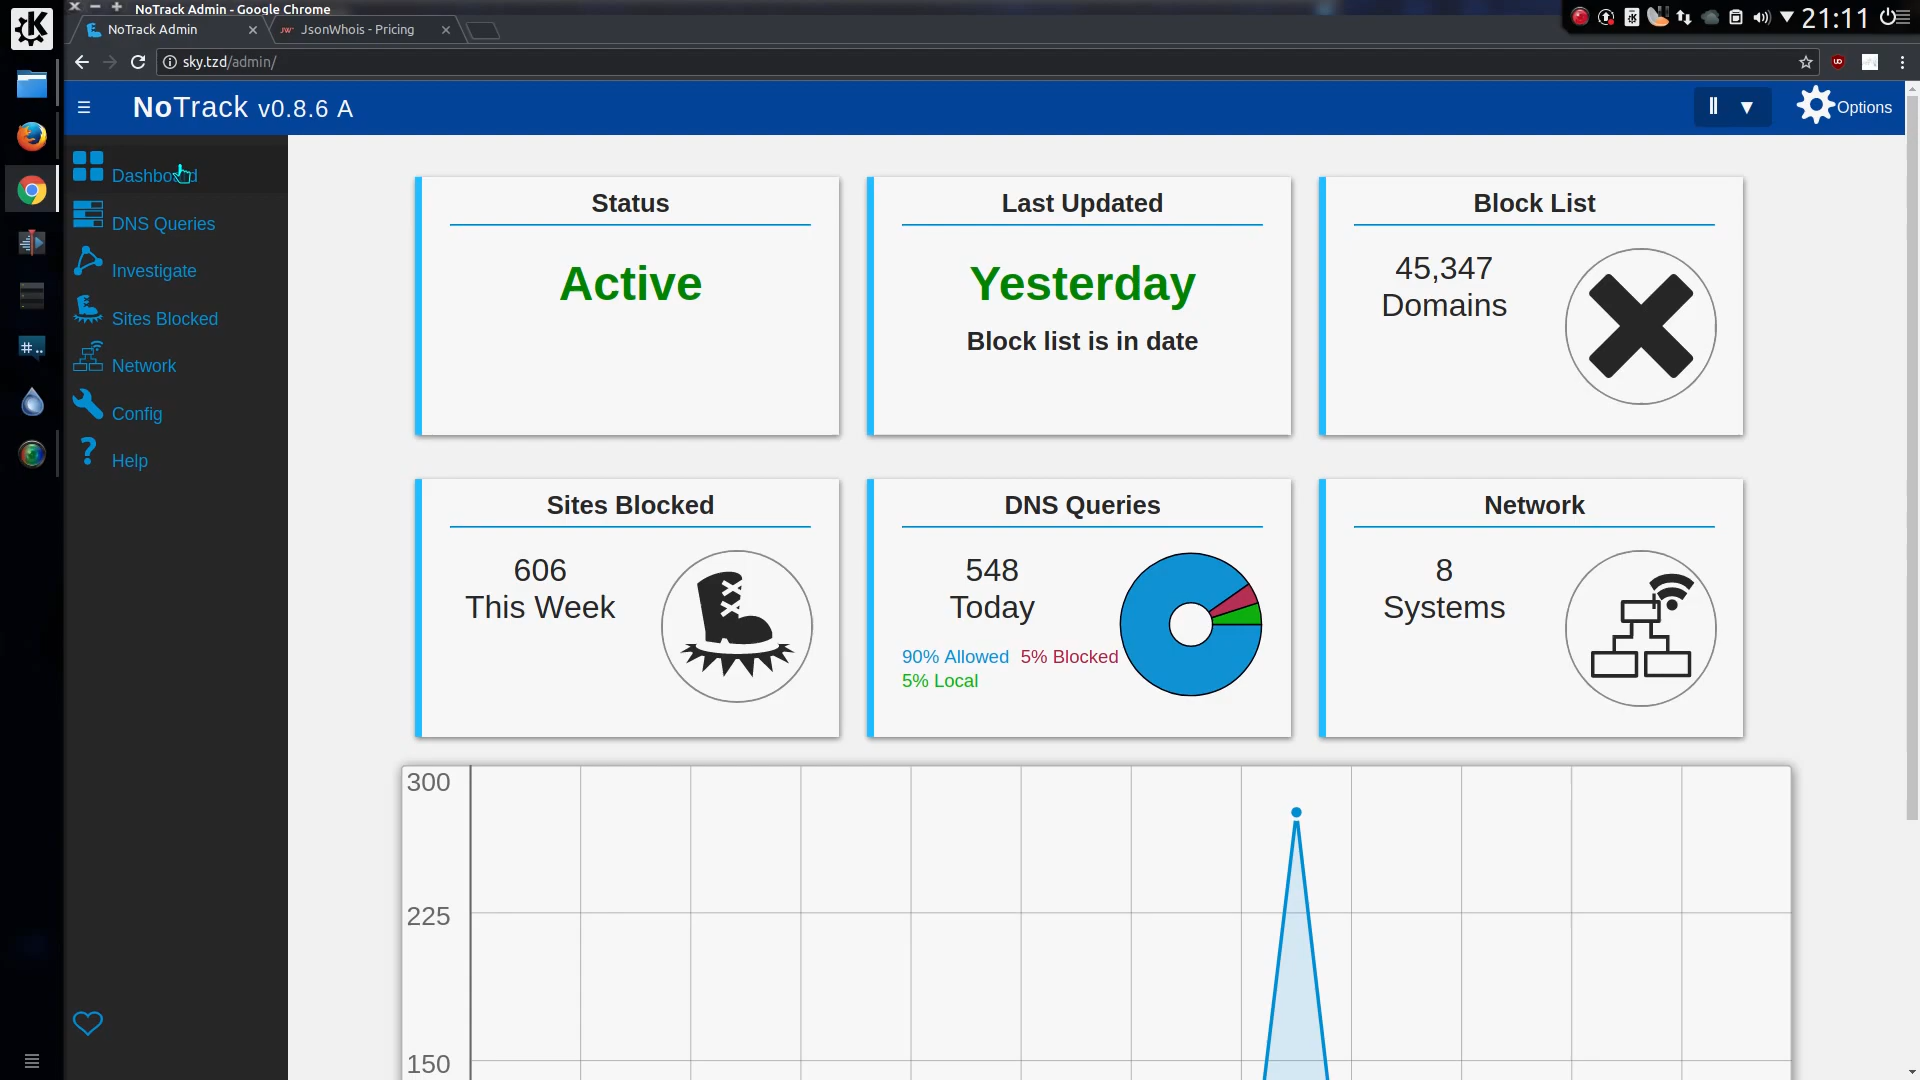 NoTrack Admin - Google Chrome
NoTrack Admin
JsonWhois - Pricing
21:11
sky.tzd/admin/
NoTrack v0.8.6 A
Options
Dashboard
DNS Queries
Investigate
Sites Blocked
Network
Config
Help
Status
Active
Last Updated
Yesterday
Block list is in date
Block List
45,347
Domains
Sites Blocked
606
This Week
DNS Queries
548
Today
90% Allowed 5% Blocked
5% Local
Network
8
Systems
300
225
150